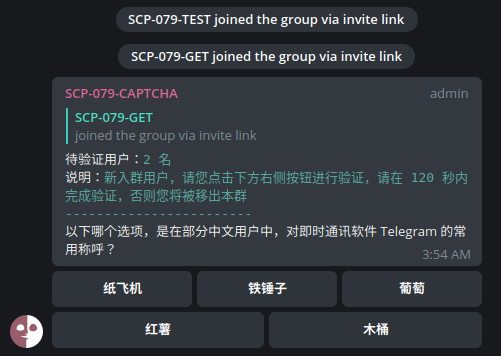 SCP-079-TEST joined the group via invite link
SCP-079-GET joined the group via invite link
SCP-079-CAPTCHA admin
SCP-079-GET
joined the group via invite link
待验证用户：2 名
说明：新入群用户，请您点击下方右侧按钮进行验证，请在 120 秒内
完成验证，否则您将被移出本群
------------------------
以下哪个选项，是在部分中文用户中，对即时通讯软件 Telegram 的常
用称呼？
3:54 AM
纸飞机 铁锤子 葡萄
红薯 木桶